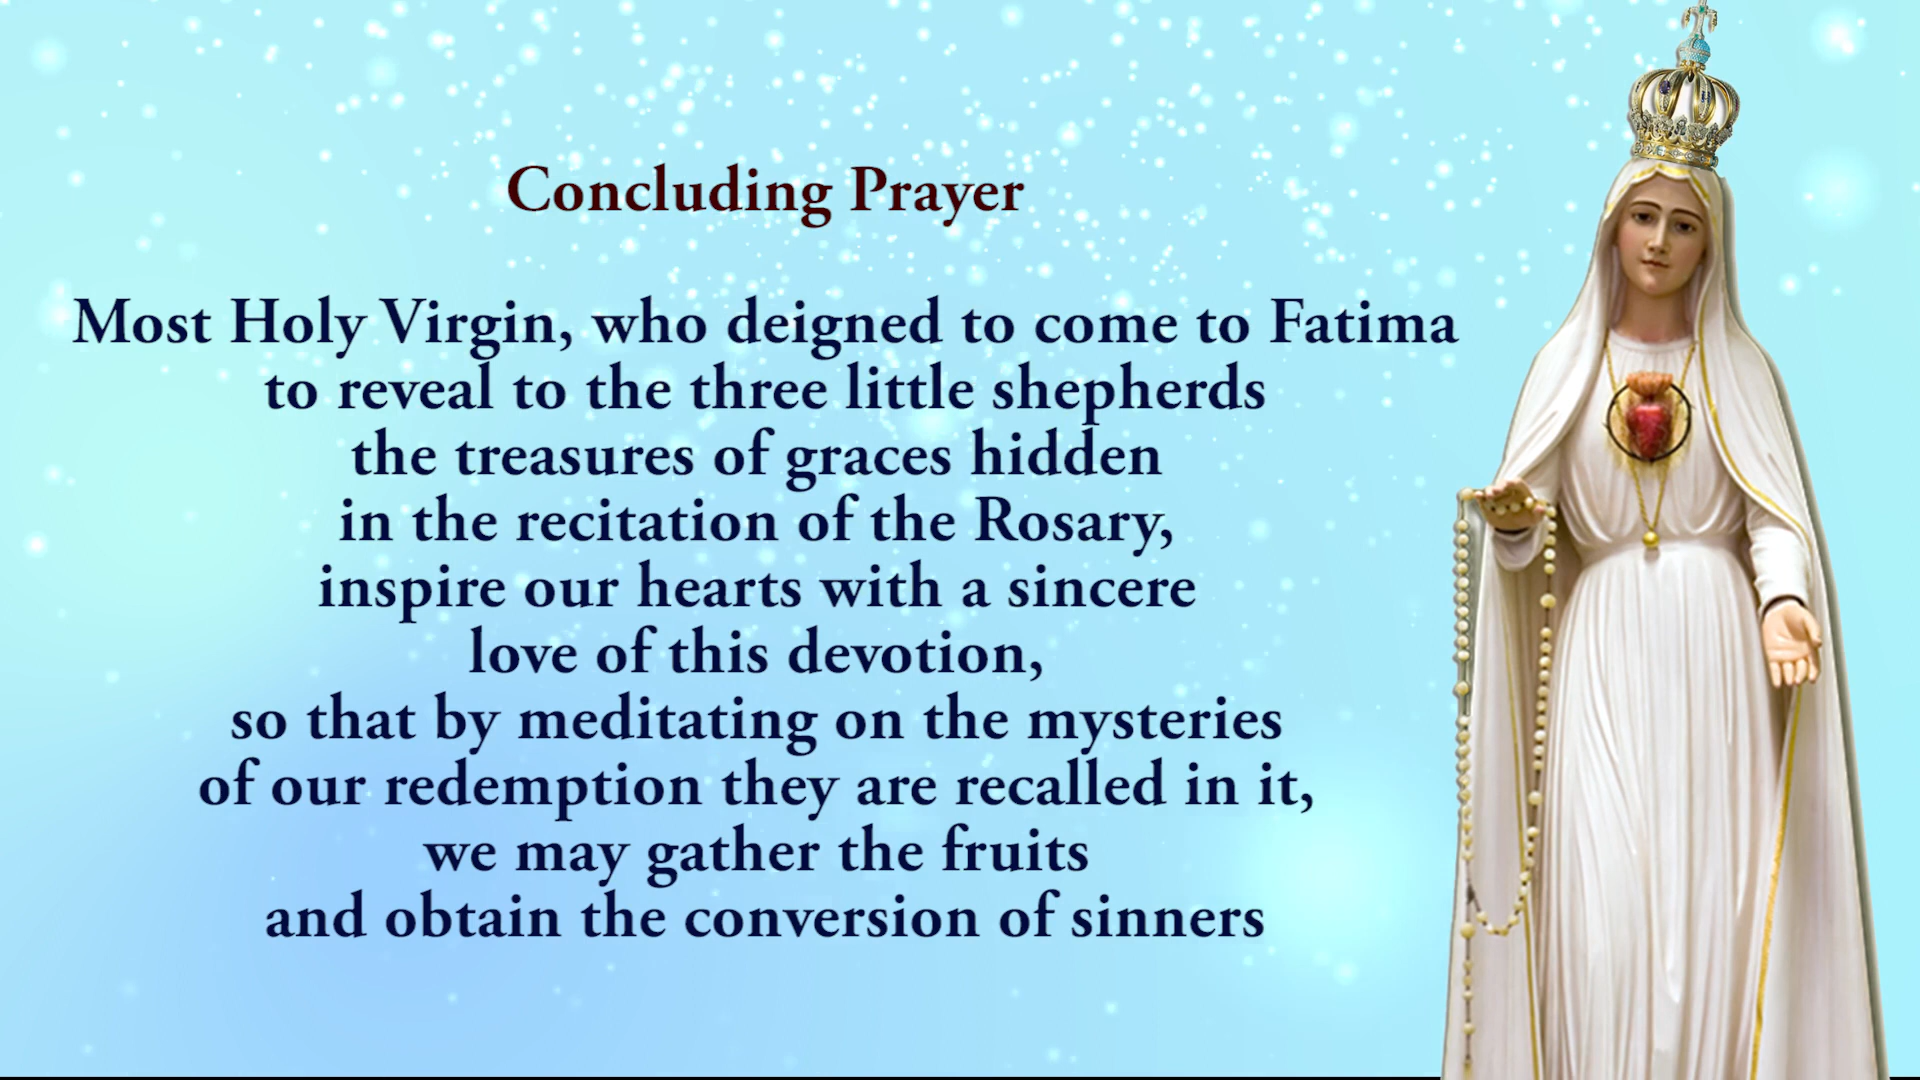 Concluding Prayer
Most Holy Virgin, who deigned to come to Fatima
to reveal to the three little shepherds
the treasures of graces hidden
in the recitation of the Rosary,
inspire our hearts with a sincere
love of this devotion,
so that by meditating on the mysteries
of our redemption they are recalled in it,
we may gather the fruits
and obtain the conversion of sinners